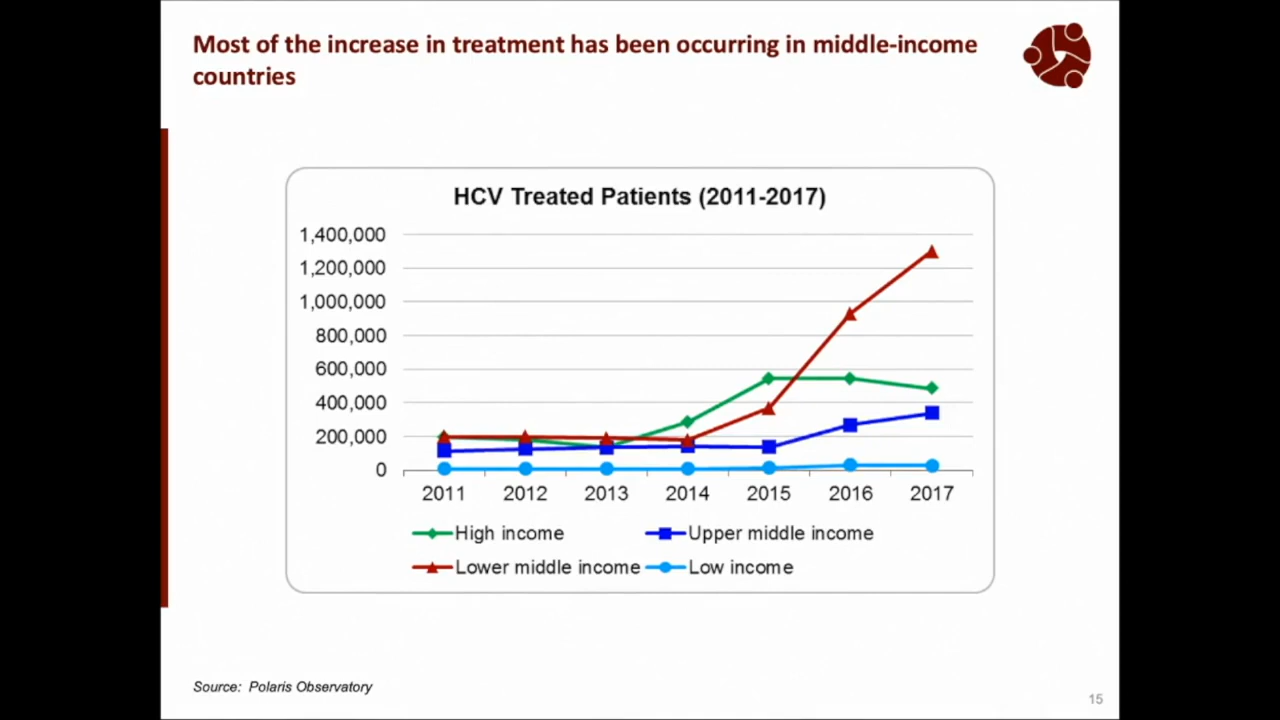 Most of the increase in treatment has been occurring in middle-income
countries
HCV Treated Patients (2011-2017)
1,400,000
1,200,000
1,000,000
800,000
600,000
400,000
200,000
0
2011 2012 2013 2014 2015 2016 2017
High income Upper middle income
Lower middle income Low income
Source: Polaris Observatory
15